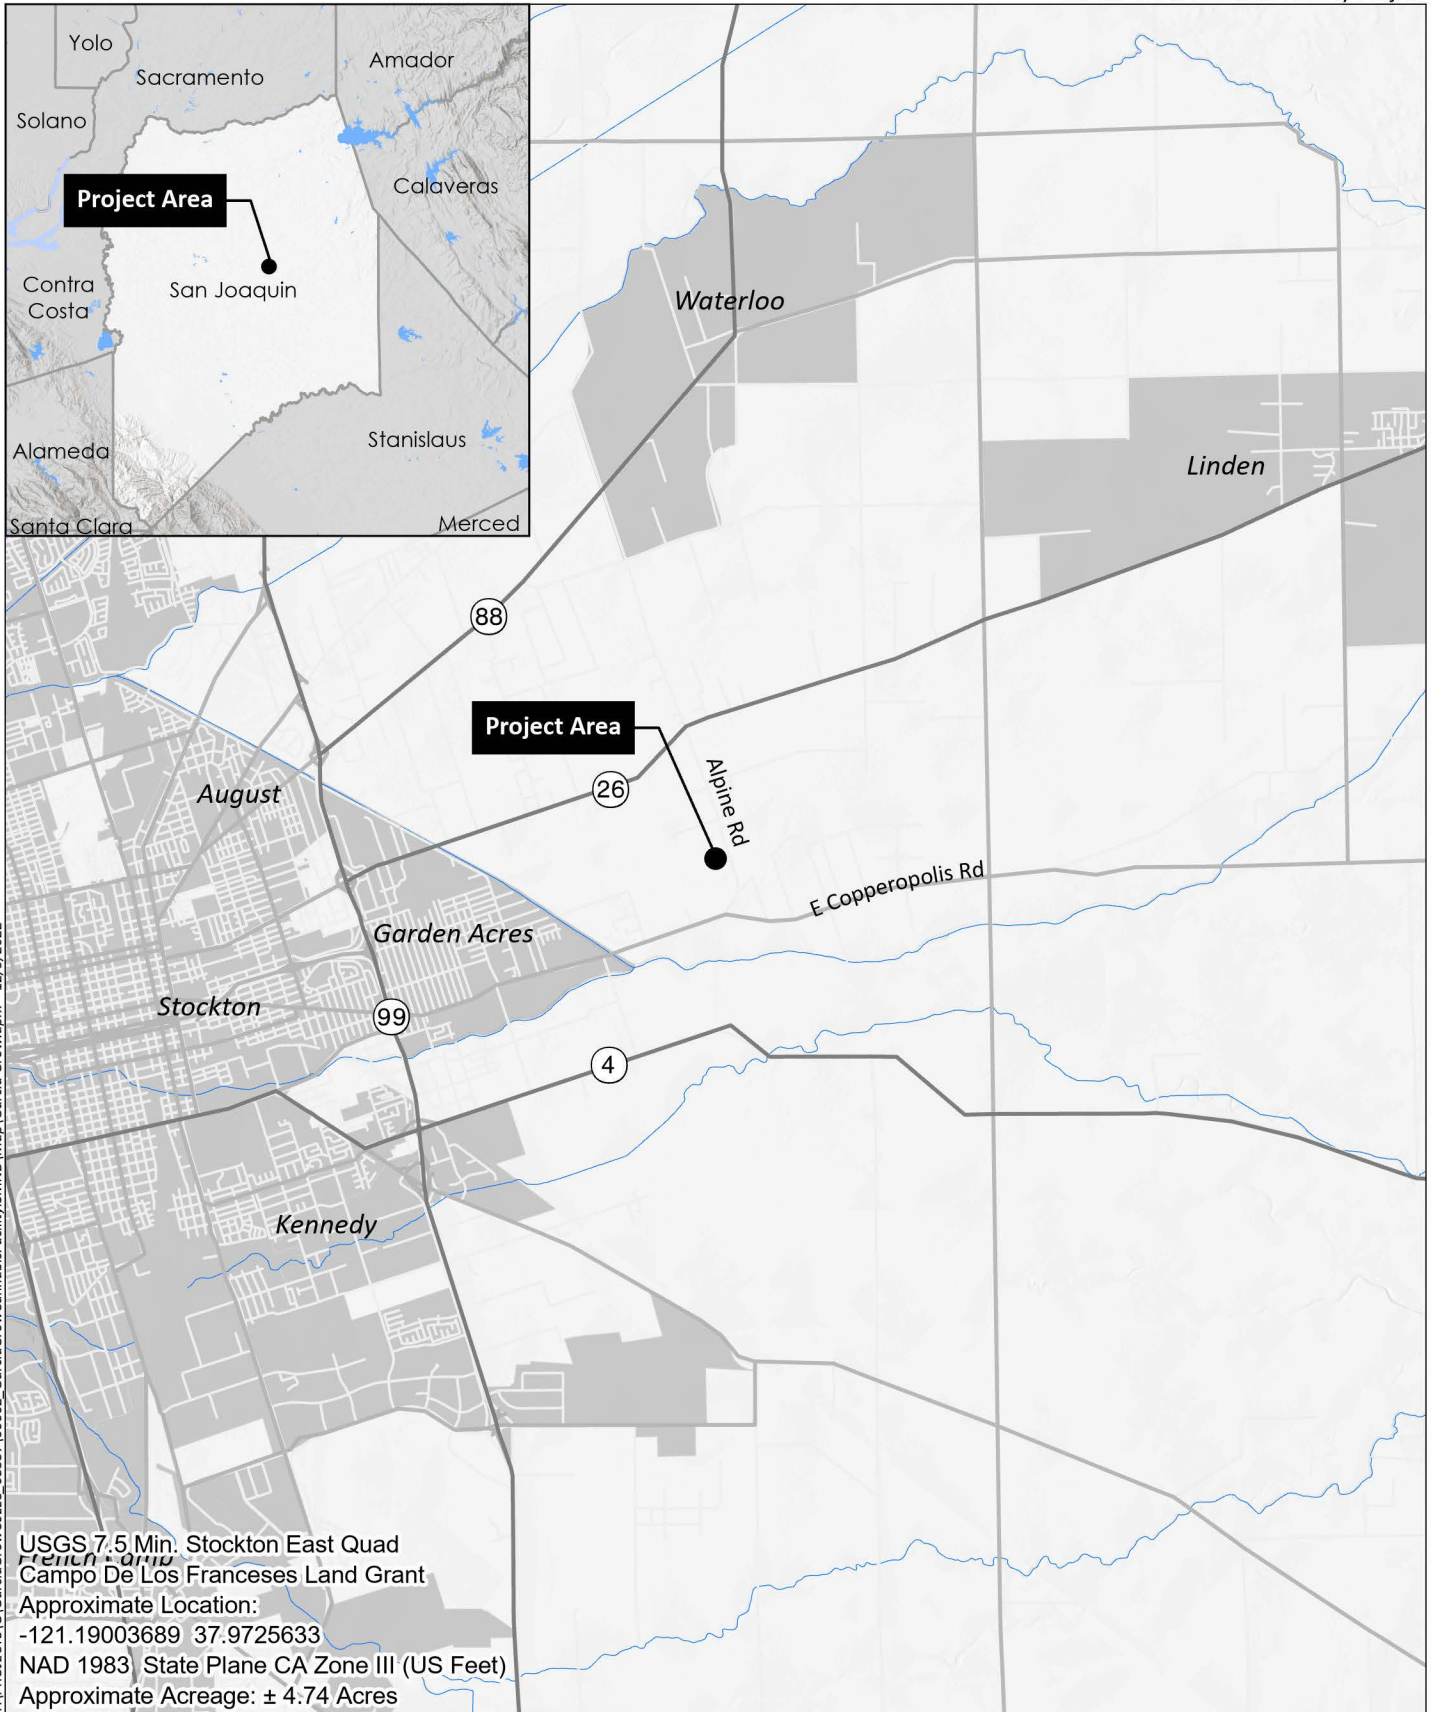 Yolo
Amador
Sacramento
Solano
Calaveras
Project Area
Contra
Costa
San Joaquin
Alameda
Stanislaus
Santa Clara
Merced
Waterloo
Linden
88
Project Area
Alpine Rd
26
August
E Copperopolis Rd
Garden Acres
Stockton
99
4
Kennedy
USGS 7.5 Min. Stockton East Quad
French Camp
Campo De Los Franceses Land Grant
Approximate Location:
-121.19003689 37.9725633
NAD 1983 State Plane CA Zone III (US Feet)
Approximate Acreage: ± 4.74 Acres